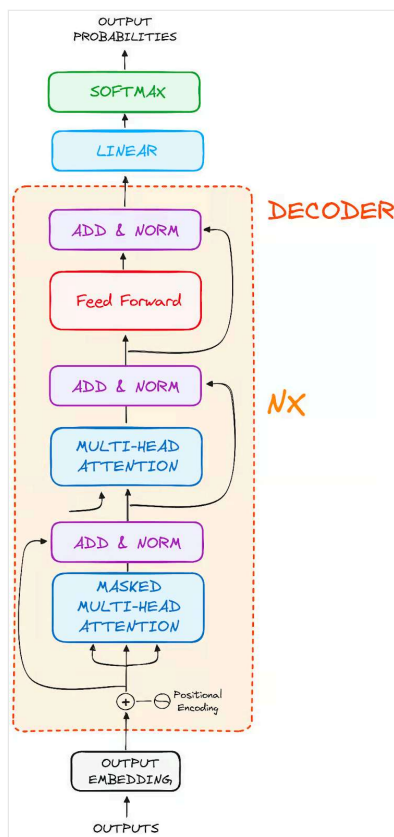 OUTPUT
PROBABILITIES
SOFTMAX
LINEAR
DECODER
ADD & NORM
Feed Forward
ADD & NORM
NX
MULTI-HEAD
ATTENTION
ADD & NORM
MASKED
MULTI-HEAD
ATTENTION
Positional
Encoding
OUTPUT
EMBEDDING
OUTPUTS